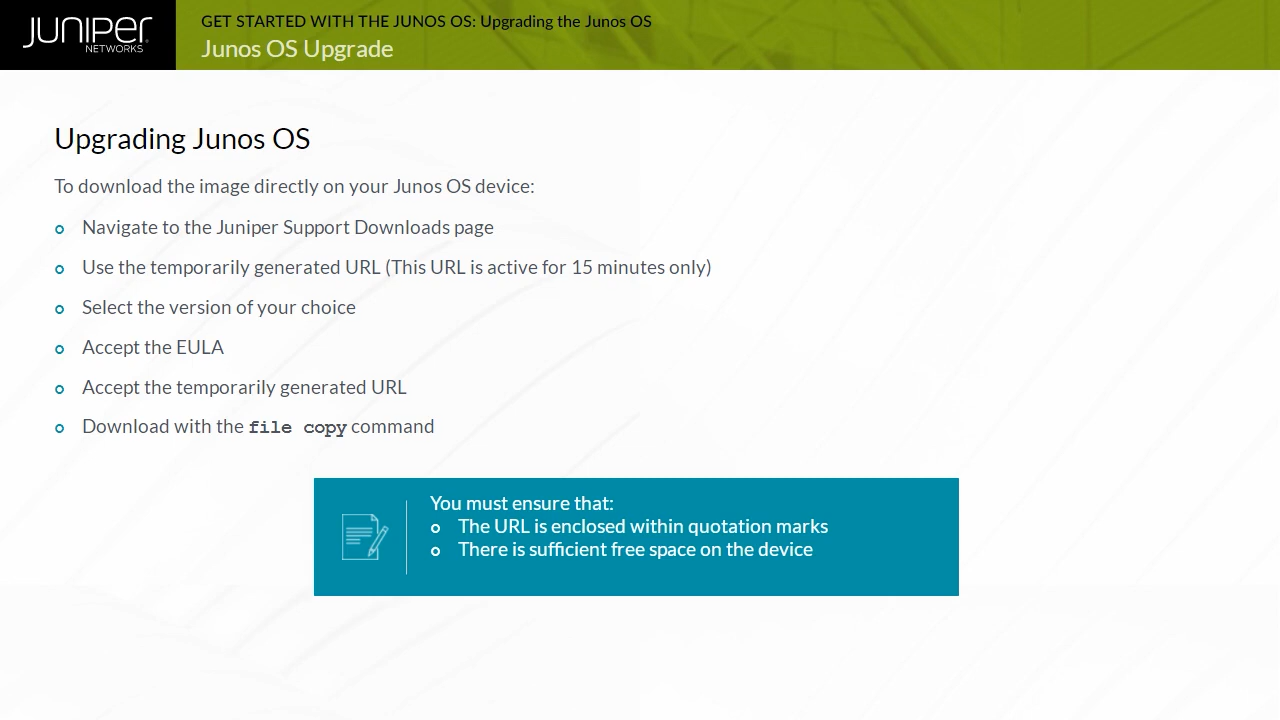 JUNIPER
NETWORKS
GET STARTED WITH THE JUNOS OS: Upgrading the Junos OS
Junos OS Upgrade
Upgrading Junos OS
To download the image directly on your Junos OS device:
Navigate to the Juniper Support Downloads page
Use the temporarily generated URL (This URL is active for 15 minutes only)
Select the version of your choice
Accept the EULA
Accept the temporarily generated URL
Download with the file copy command
You must ensure that:
The URL is enclosed within quotation marks
There is sufficient free space on the device